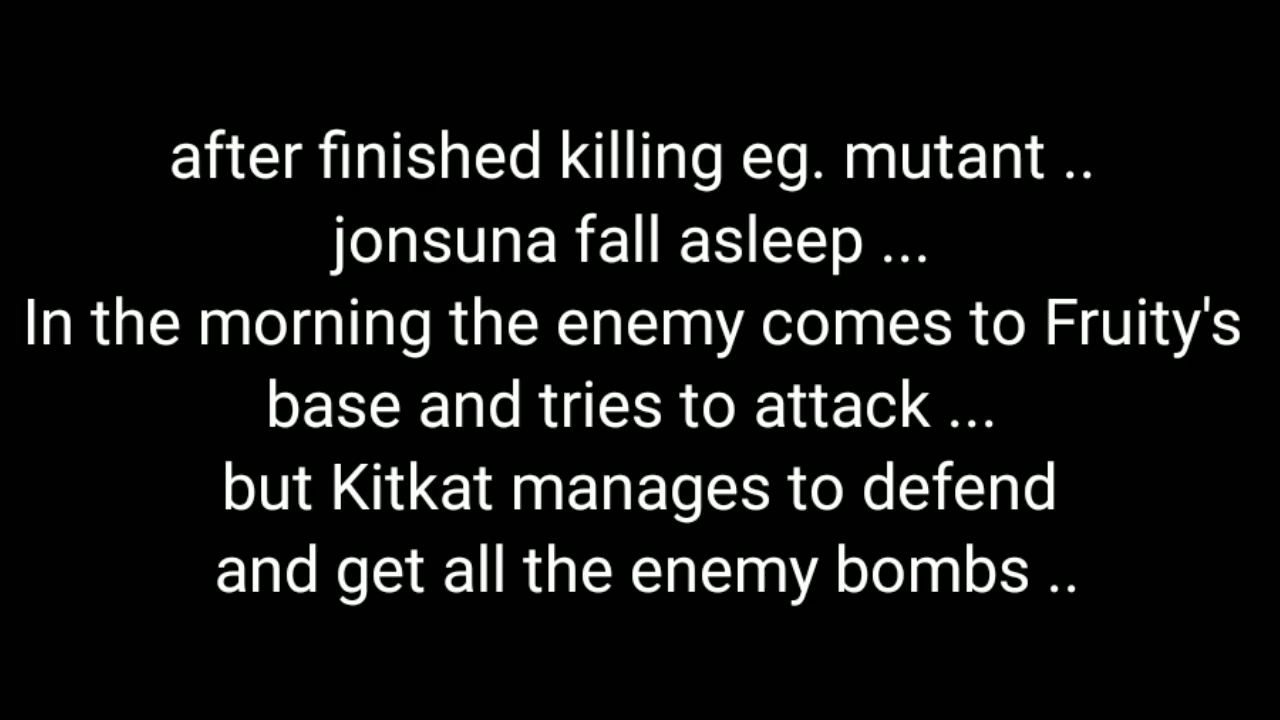 after finished killing eg. mutant ..
jonsuna fall asleep ...
In the morning the enemy comes to Fruity's
base and tries to attack ...
but Kitkat manages to defend
and get all the enemy bombs ..